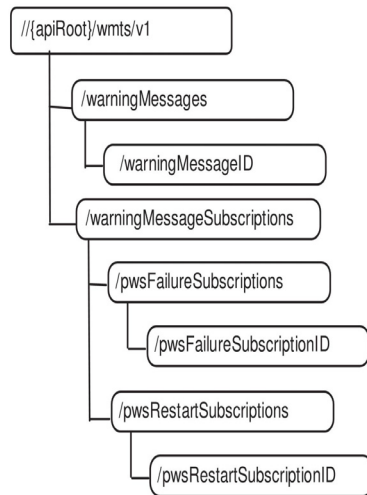 //{apiRoot}/wmts/v1
/warningMessages
/warningMessageID
/warningMessageSubscriptions
/pwsFailureSubscriptions
/pwsFailureSubscriptionID
/pwsRestartSubscriptions
/pwsRestartSubscriptionID